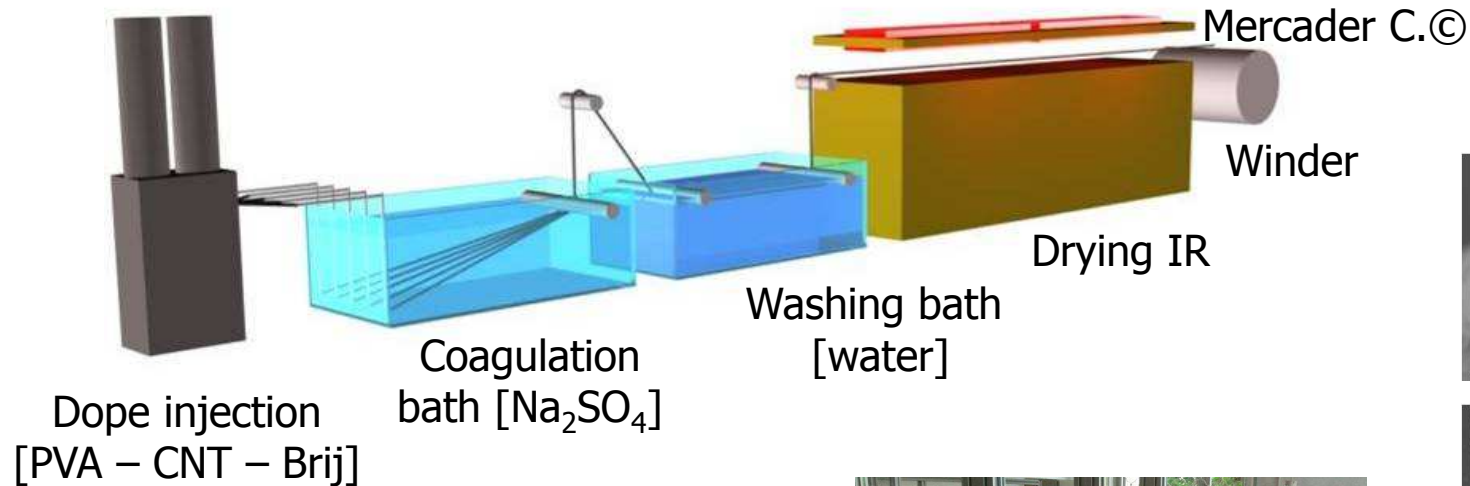 Mercader C.©
Winder
Drying IR
Washing bath
[water]
Coagulation
bath [Na₂SO₄]
Dope injection
[PVA – CNT – Brij]